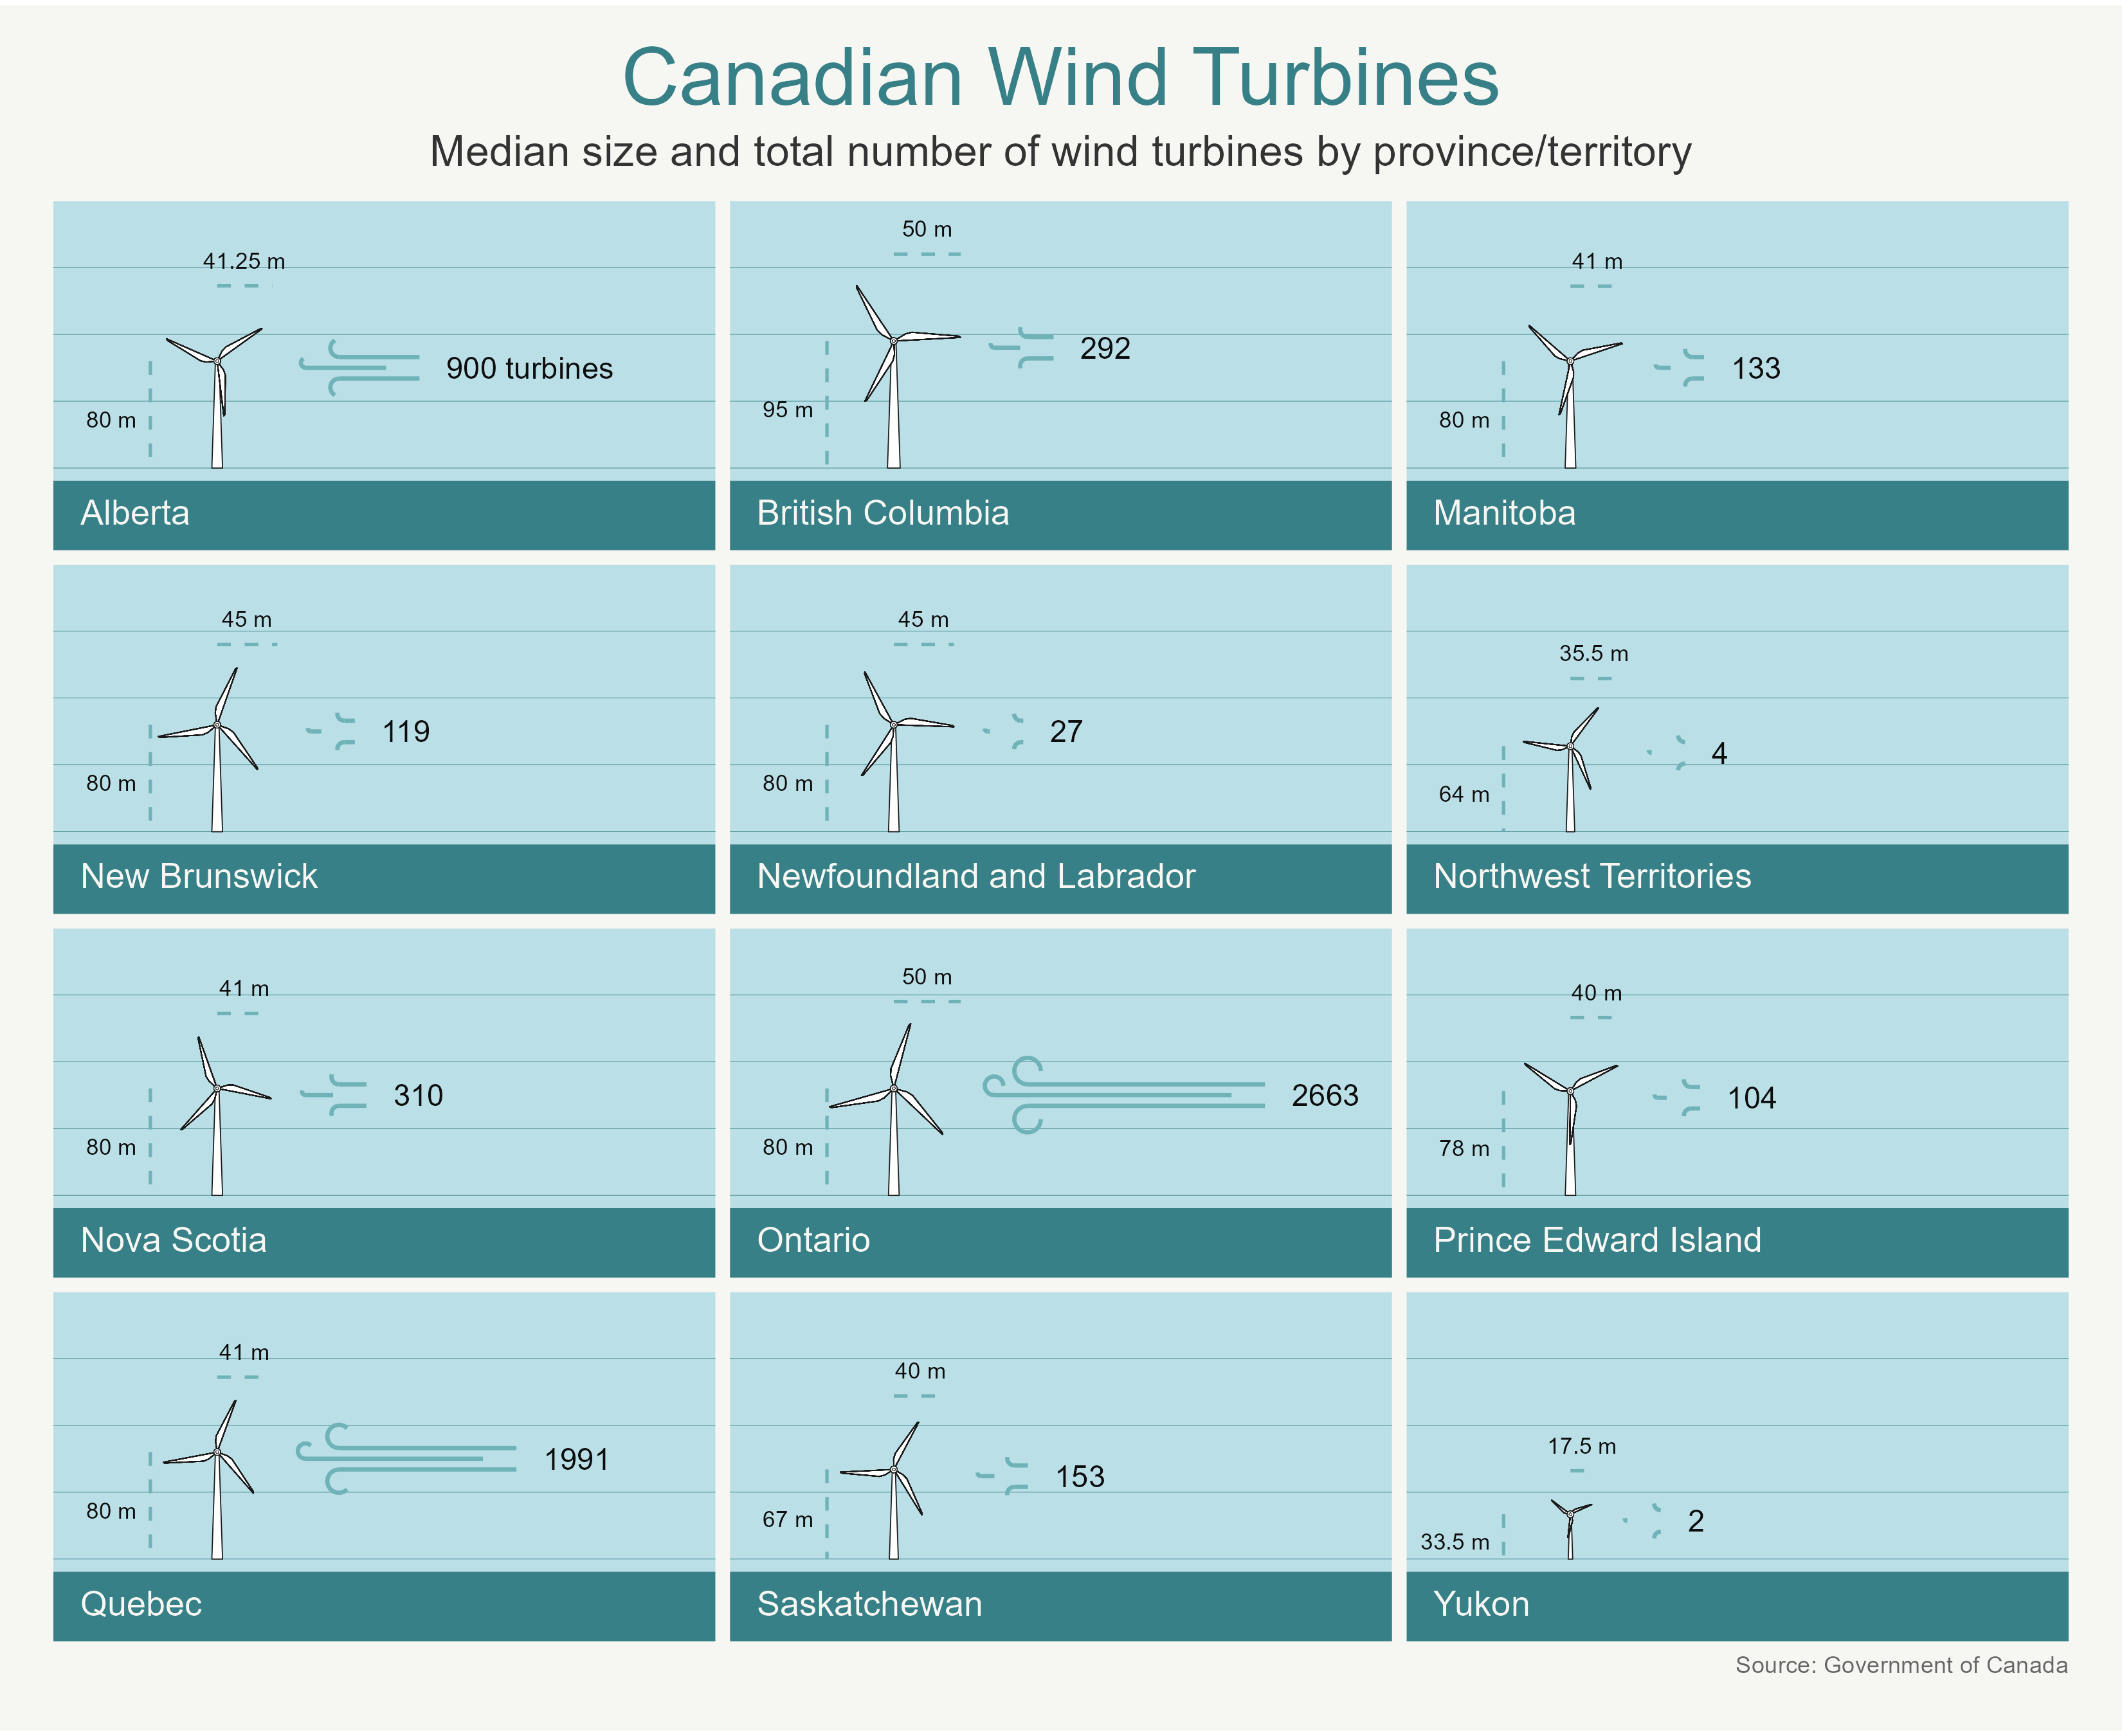 Canadian Wind Turbines
Median size and total number of wind turbines by province/territory
41.25 m
900 turbines
80 m
Alberta
50 m
292
95 m
British Columbia
41 m
133
80 m
Manitoba
45 m
119
80 m
New Brunswick
45 m
27
80 m
Newfoundland and Labrador
35.5 m
4
64 m
Northwest Territories
41 m
310
80 m
Nova Scotia
50 m
2663
80 m
Ontario
40 m
104
78 m
Prince Edward Island
41 m
1991
80 m
Quebec
40 m
153
67 m
Saskatchewan
17.5 m
2
33.5 m
Yukon
Source: Government of Canada